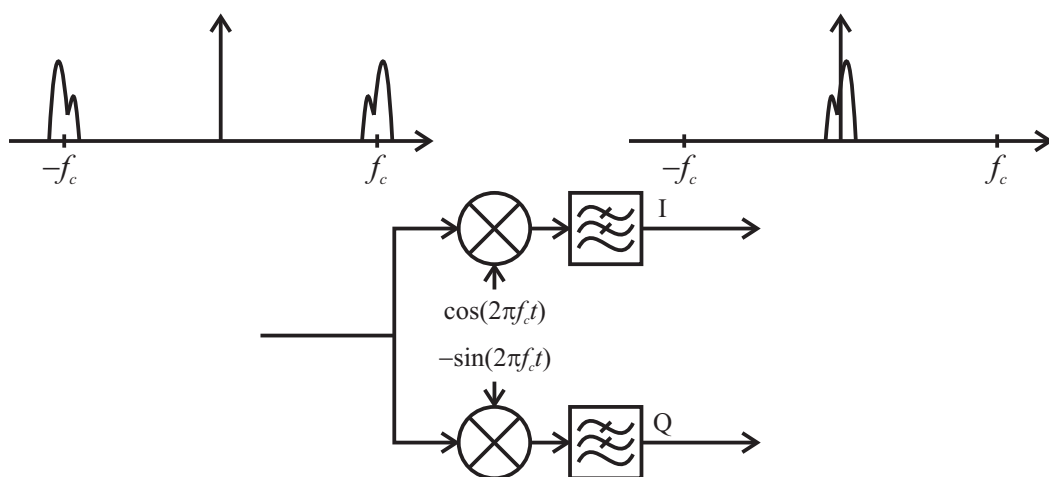 −f_c f_c −f_c f_c
I
cos(2πf_ct)
−sin(2πf_ct)
Q